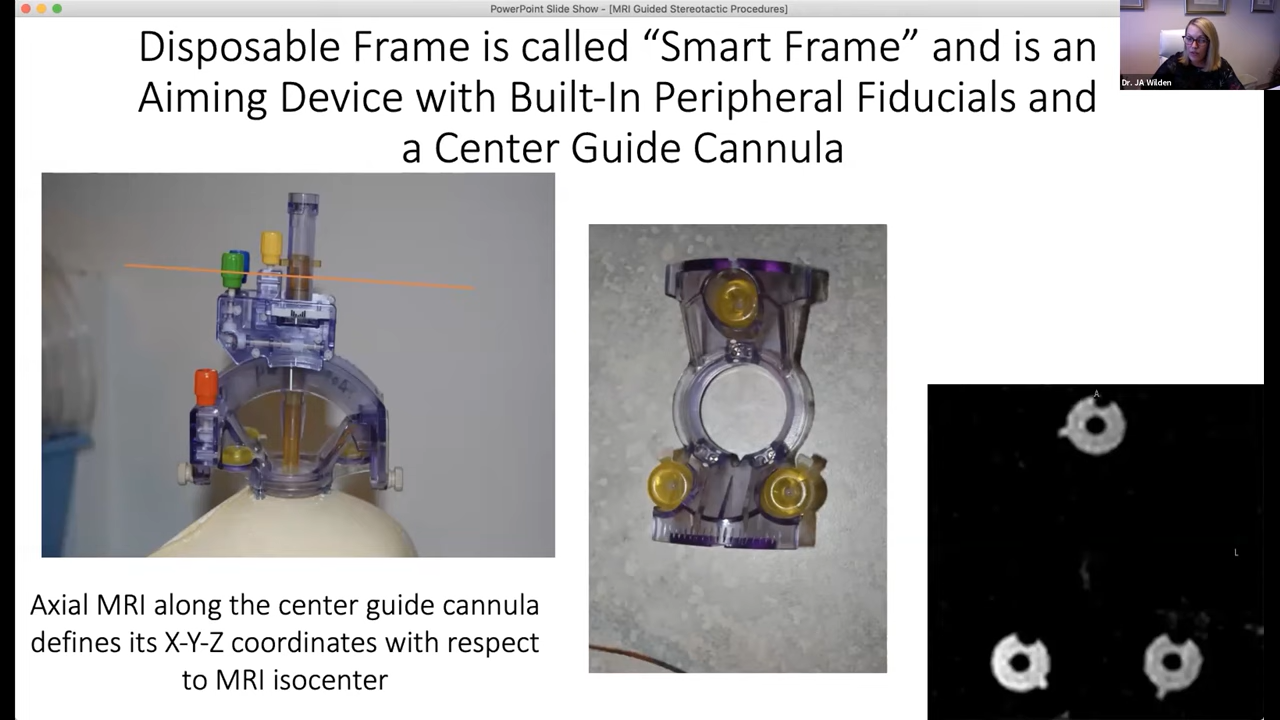 PowerPoint Slide Show - [MRI Guided Stereotactic Procedures]
Dr. JA Wilden
Disposable Frame is called “Smart Frame” and is an
Aiming Device with Built-In Peripheral Fiducials and
a Center Guide Cannula
A
L
Axial MRI along the center guide cannula
defines its X-Y-Z coordinates with respect
to MRI isocenter